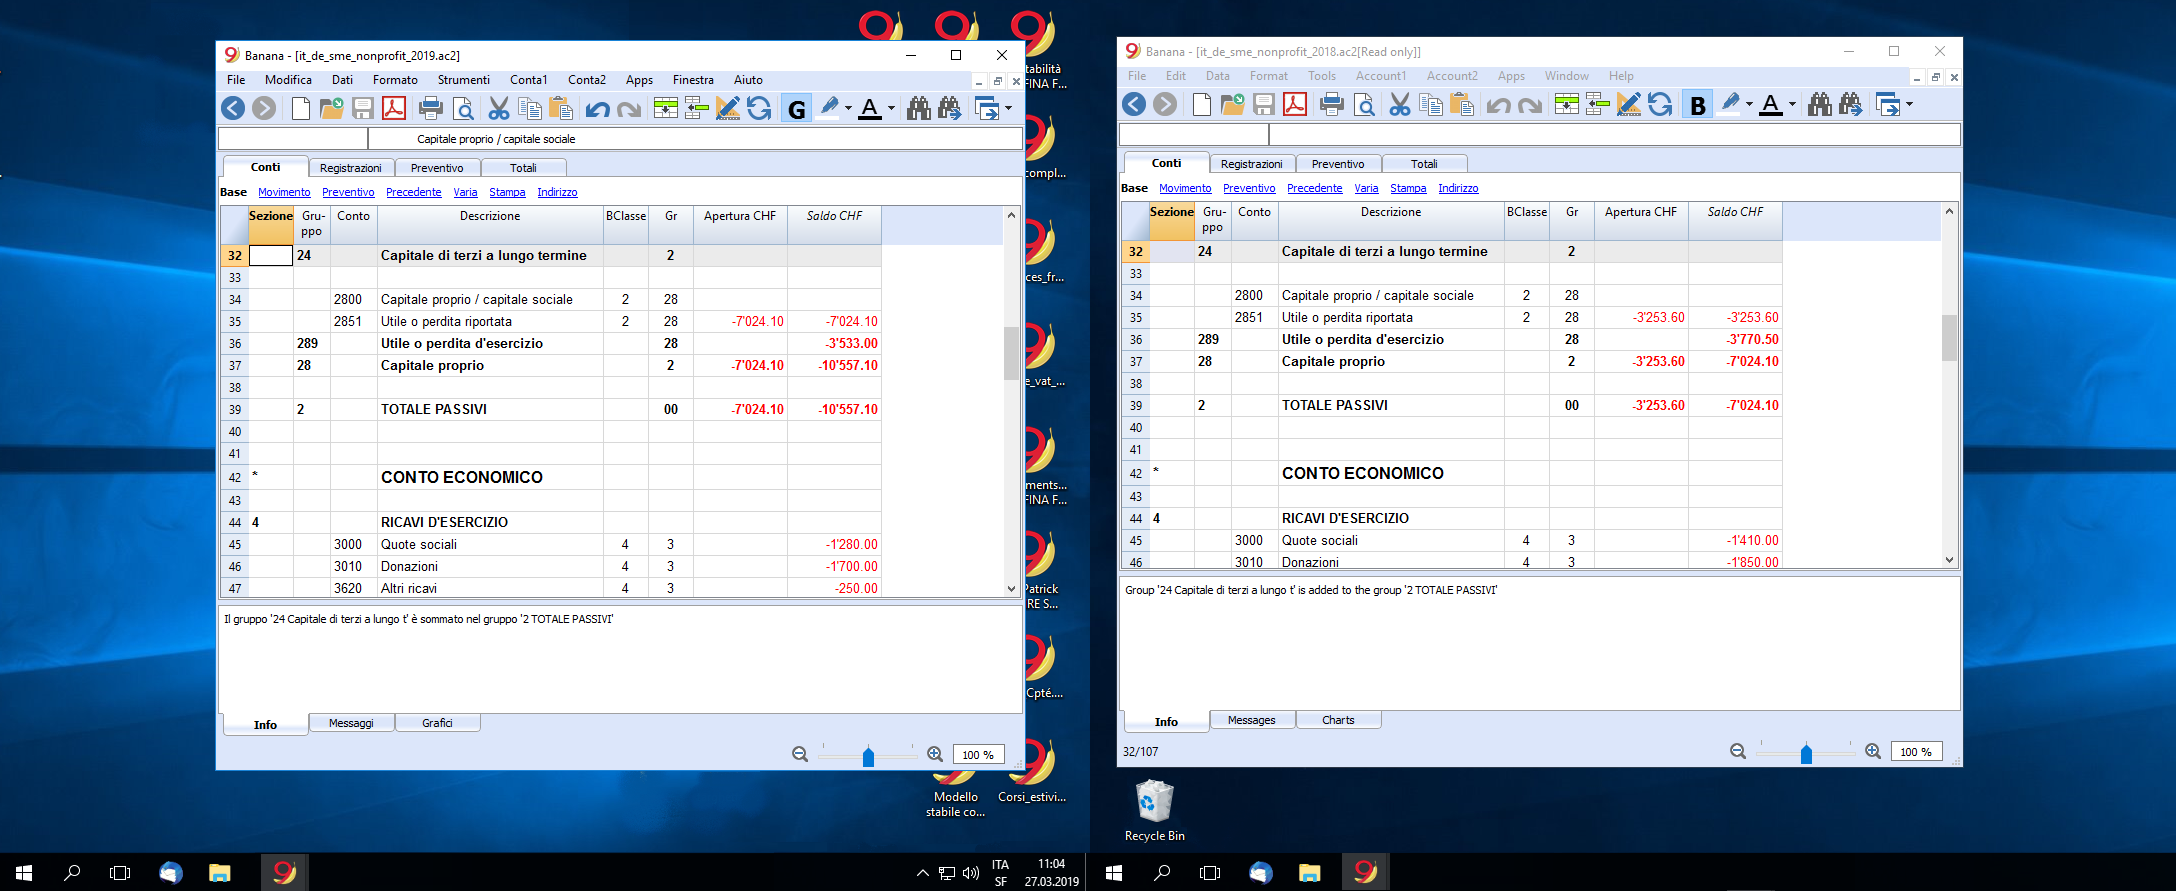 Banana - [it_de_sme_nonprofit_2019.ac2]
File Modifica Dati Formato Strumenti Conta1 Conta2 Apps Finestra Aiuto
G A
Capitale proprio / capitale sociale
Conti Registrazioni Preventivo Totali
Base Movimento Preventivo Precedente Varia Stampa Indirizzo
Sezione Gru-ppo Conto Descrizione BClasse Gr Apertura CHF Saldo CHF
32 24 Capitale di terzi a lungo termine 2
33
34 2800 Capitale proprio / capitale sociale 2 28
35 2851 Utile o perdita riportata 2 28 -7'024.10 -7'024.10
36 289 Utile o perdita d'esercizio 28 -3'533.00
37 28 Capitale proprio 2 -7'024.10 -10'557.10
38
39 2 TOTALE PASSIVI 00 -7'024.10 -10'557.10
40
41
42 * CONTO ECONOMICO
43
44 4 RICAVI D'ESERCIZIO
45 3000 Quote sociali 4 3 -1'280.00
46 3010 Donazioni 4 3 -1'700.00
47 3620 Altri ricavi 4 3 -250.00
Il gruppo '24 Capitale di terzi a lungo t' è sommato nel gruppo '2 TOTALE PASSIVI'
Info Messaggi Grafici
100 %
tabilità
FINA F...
compl...
ces_fr...
e_vat_...
ments...
FINA F...
Patrick
RE S...
Cpté....
Modello
stabile co...
Corsi_estivi...
ITA
SF
11:04
27.03.2019
Banana - [it_de_sme_nonprofit_2018.ac2[Read only]]
File Edit Data Format Tools Account1 Account2 Apps Window Help
B A
Conti Registrazioni Preventivo Totali
Base Movimento Preventivo Precedente Varia Stampa Indirizzo
Sezione Gru-ppo Conto Descrizione BClasse Gr Apertura CHF Saldo CHF
32 24 Capitale di terzi a lungo termine 2
33
34 2800 Capitale proprio / capitale sociale 2 28
35 2851 Utile o perdita riportata 2 28 -3'253.60 -3'253.60
36 289 Utile o perdita d'esercizio 28 -3'770.50
37 28 Capitale proprio 2 -3'253.60 -7'024.10
38
39 2 TOTALE PASSIVI 00 -3'253.60 -7'024.10
40
41
42 * CONTO ECONOMICO
43
44 4 RICAVI D'ESERCIZIO
45 3000 Quote sociali 4 3 -1'410.00
46 3010 Donazioni 4 3 -1'850.00
Group '24 Capitale di terzi a lungo t' is added to the group '2 TOTALE PASSIVI'
Info Messages Charts
32/107
100 %
Recycle Bin